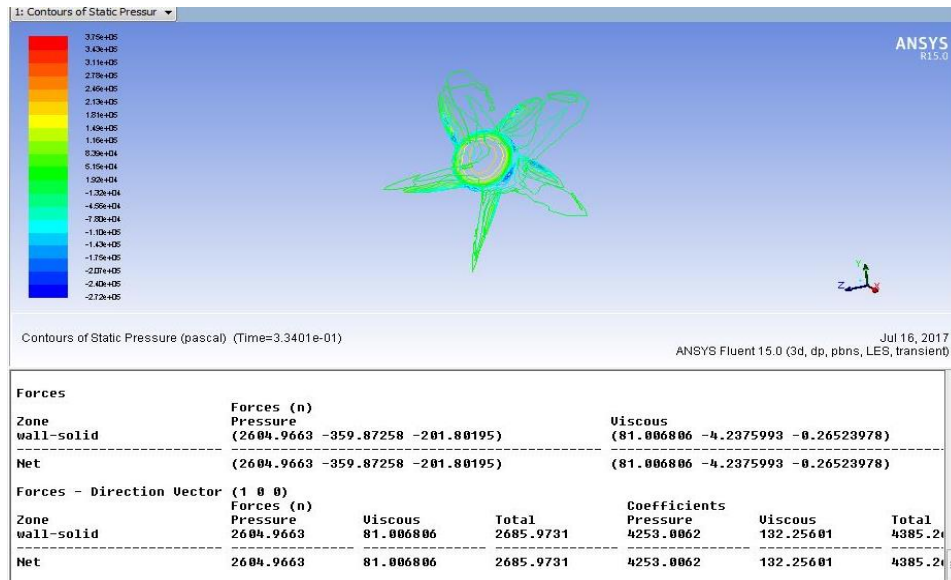 1: Contours of Static Pressur
3.75e+05
3.43e+05
3.11e+05
2.78e+05
2.46e+05
2.13e+05
1.81e+05
1.49e+05
1.16e+05
8.39e+04
5.15e+04
1.92e+04
-1.32e+04
-4.56e+04
-7.80e+04
-1.10e+05
-1.43e+05
-1.75e+05
-2.07e+05
-2.40e+05
-2.72e+05
ANSYS
R15.0
Y
Z
X
Contours of Static Pressure (pascal) (Time=3.3401e-01)
Jul 16, 2017
ANSYS Fluent 15.0 (3d, dp, pbns, LES, transient)
Forces
Forces (n)
Zone Pressure Viscous
wall-solid (2604.9663 -359.87258 -201.80195) (81.006806 -4.2375993 -0.26523978)
Net (2604.9663 -359.87258 -201.80195) (81.006806 -4.2375993 -0.26523978)
Forces - Direction Vector (1 0 0)
Forces (n) Coefficients
Zone Pressure Viscous Total Pressure Viscous Total
wall-solid 2604.9663 81.006806 2685.9731 4253.0062 132.25601 4385.2
Net 2604.9663 81.006806 2685.9731 4253.0062 132.25601 4385.2